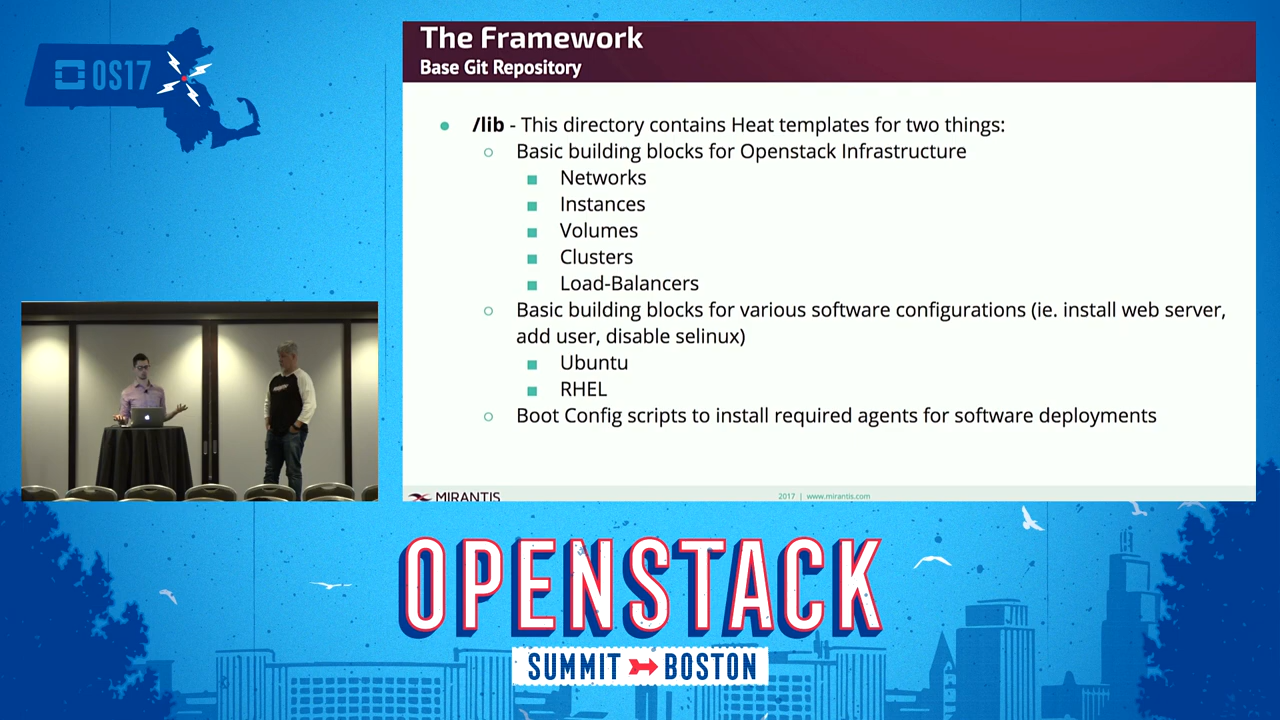 OS17
The Framework
Base Git Repository
/lib - This directory contains Heat templates for two things:
Basic building blocks for Openstack Infrastructure
Networks
Instances
Volumes
Clusters
Load-Balancers
Basic building blocks for various software configurations (ie. install web server,
add user, disable selinux)
Ubuntu
RHEL
Boot Config scripts to install required agents for software deployments
MIRANTIS
2017 | www.mirantis.com
OPENSTACK
SUMMIT BOSTON